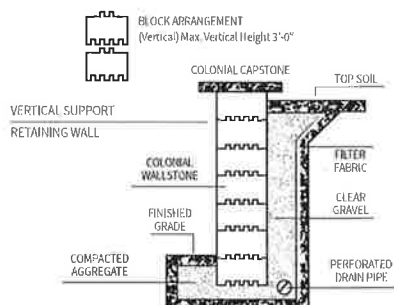 BLOCK ARRANGEMENT
(Vertical) Max. Vertical Height 3'-0"
COLONIAL CAPSTONE
TOP SOIL
VERTICAL SUPPORT
RETAINING WALL
COLONIAL
WALLSTONE
FILTER
FABRIC
CLEAR
GRAVEL
FINISHED
GRADE
COMPACTED
AGGREGATE
PERFORATED
DRAIN PIPE